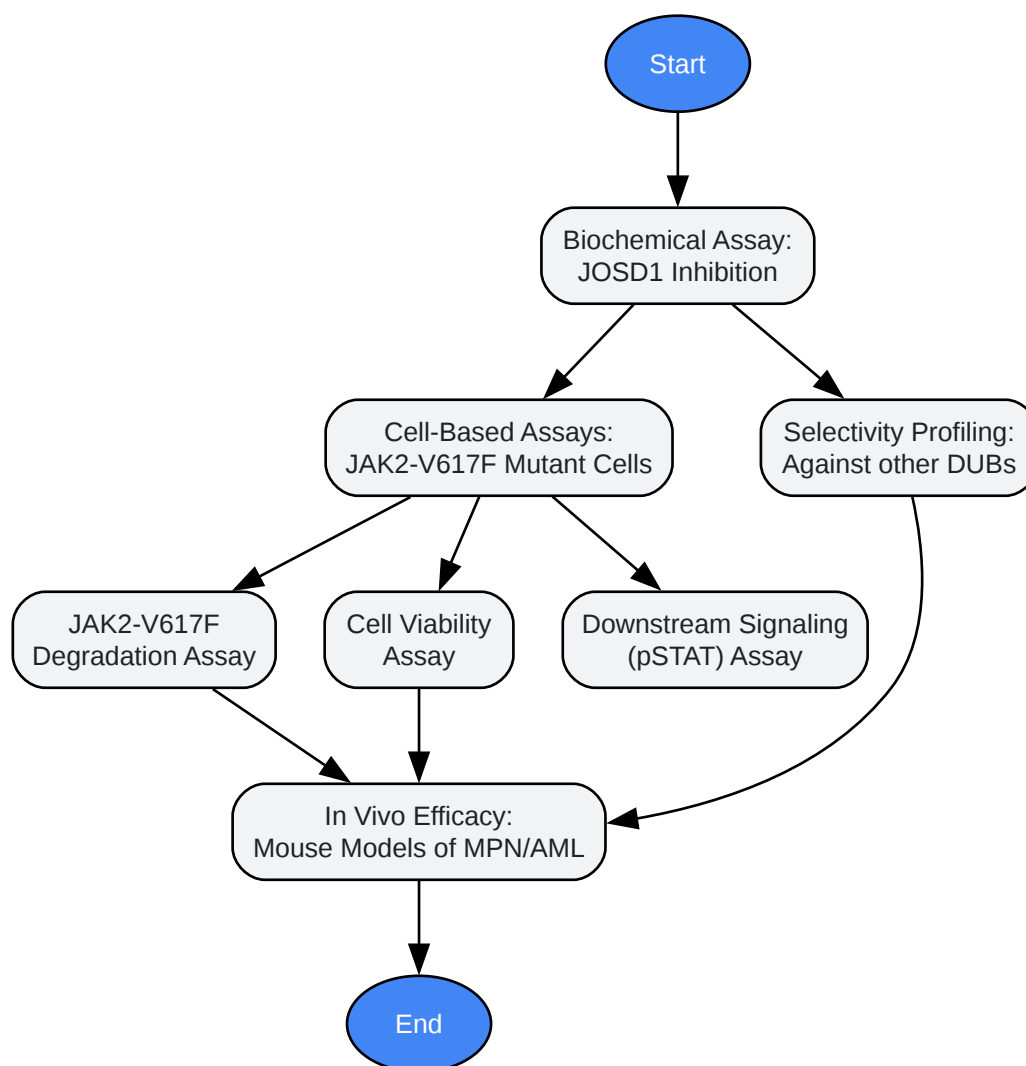 Start
Biochemical Assay:
JOSD1 Inhibition
Cell-Based Assays:
JAK2-V617F Mutant Cells
Selectivity Profiling:
Against other DUBs
JAK2-V617F
Degradation Assay
Cell Viability
Assay
Downstream Signaling
(pSTAT) Assay
In Vivo Efficacy:
Mouse Models of MPN/AML
End